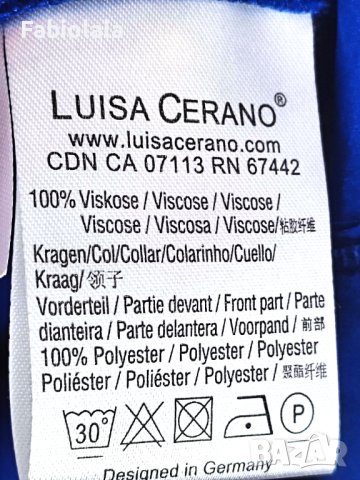 Fabiolala
LUISA CERANO®
www.luisacerano.com
CDN CA 07113 RN 67442
100% Viskose / Viscose / Viscose /
Viscose / Viscosa / Viscose/粘胶纤维
Kragen/Col/Collar/Colarinho/Cuello/
Kraag/领子
Vorderteil / Partie devant / Front part / Parte
dianteira / Parte delantera / Voorpand / 前部
100% Polyester / Polyester / Polyester /
Poliéster / Poliéster / Polyester / 聚酯纤维
30°
P
Designed in Germany
BAZAR